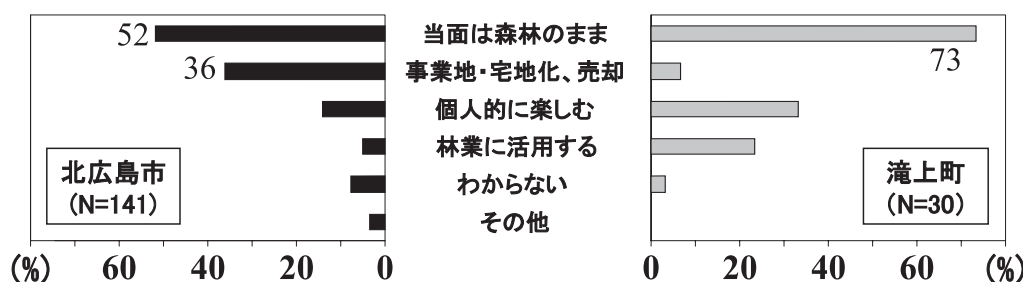 52 当面は森林のまま 73
36 事業地・宅地化、売却
個人的に楽しむ
林業に活用する
わからない
その他
北広島市
(N=141)
滝上町
(N=30)
(%) 60 40 20 0
0 20 40 60 (%)